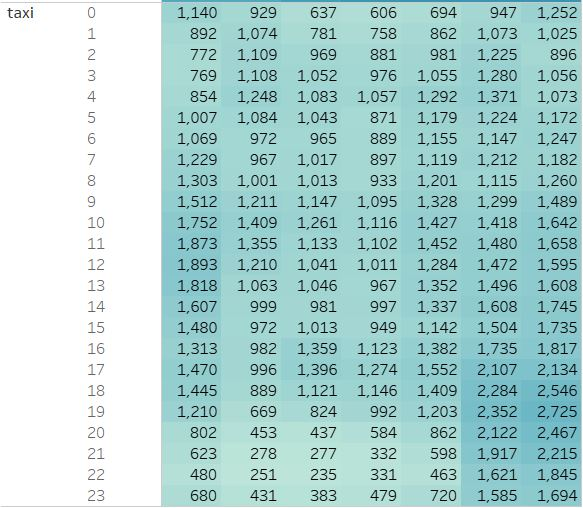 taxi 0 1,140 929 637 606 694 947 1,252
1 892 1,074 781 758 862 1,073 1,025
2 772 1,109 969 881 981 1,225 896
3 769 1,108 1,052 976 1,055 1,280 1,056
4 854 1,248 1,083 1,057 1,292 1,371 1,073
5 1,007 1,084 1,043 871 1,179 1,224 1,172
6 1,069 972 965 889 1,155 1,147 1,247
7 1,229 967 1,017 897 1,119 1,212 1,182
8 1,303 1,001 1,013 933 1,201 1,115 1,260
9 1,512 1,211 1,147 1,095 1,328 1,299 1,489
10 1,752 1,409 1,261 1,116 1,427 1,418 1,642
11 1,873 1,355 1,133 1,102 1,452 1,480 1,658
12 1,893 1,210 1,041 1,011 1,284 1,472 1,595
13 1,818 1,063 1,046 967 1,352 1,496 1,608
14 1,607 999 981 997 1,337 1,608 1,745
15 1,480 972 1,013 949 1,142 1,504 1,735
16 1,313 982 1,359 1,123 1,382 1,735 1,817
17 1,470 996 1,396 1,274 1,552 2,107 2,134
18 1,445 889 1,121 1,146 1,409 2,284 2,546
19 1,210 669 824 992 1,203 2,352 2,725
20 802 453 437 584 862 2,122 2,467
21 623 278 277 332 598 1,917 2,215
22 480 251 235 331 463 1,621 1,845
23 680 431 383 479 720 1,585 1,694